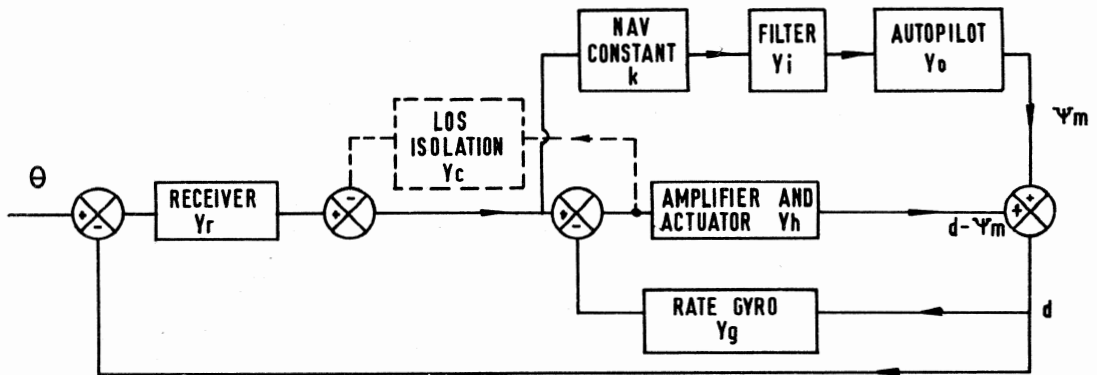 NAV
CONSTANT
k
FILTER
Yi
AUTOPILOT
Yo
Ψm
LOS
ISOLATION
Yc
θ
+
-
RECEIVER
Yr
+
-
+
-
AMPLIFIER AND
ACTUATOR Yh
d-Ψm
+
+
RATE GYRO
Yg
d